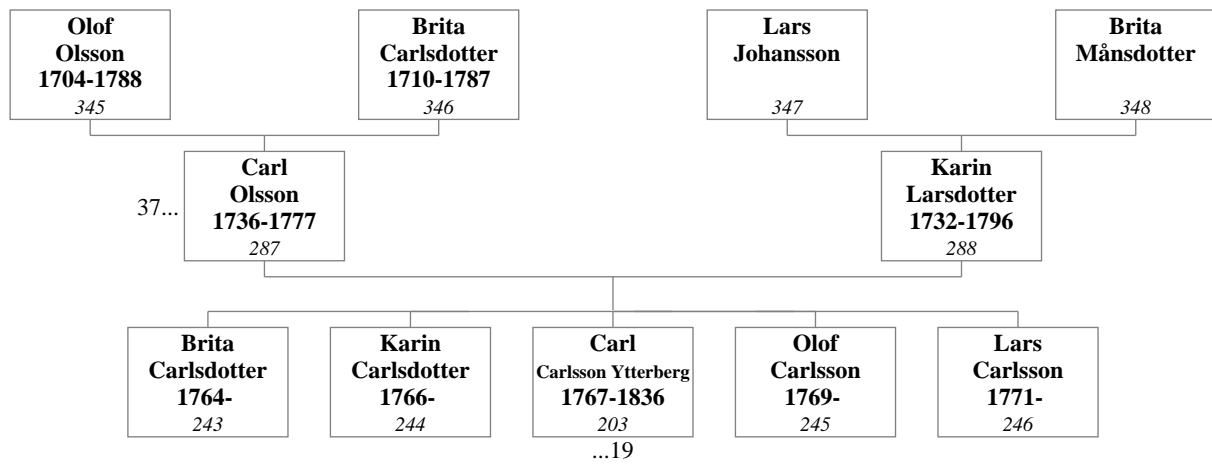 Olof
Olsson
1704-1788
345
Brita
Carlsdotter
1710-1787
346
Lars
Johansson
347
Brita
Månsdotter
348
37...
Carl
Olsson
1736-1777
287
Karin
Larsdotter
1732-1796
288
Brita
Carlsdotter
1764-
243
Karin
Carlsdotter
1766-
244
Carl
Carlsson Ytterberg
1767-1836
203
Olof
Carlsson
1769-
245
Lars
Carlsson
1771-
246
...19